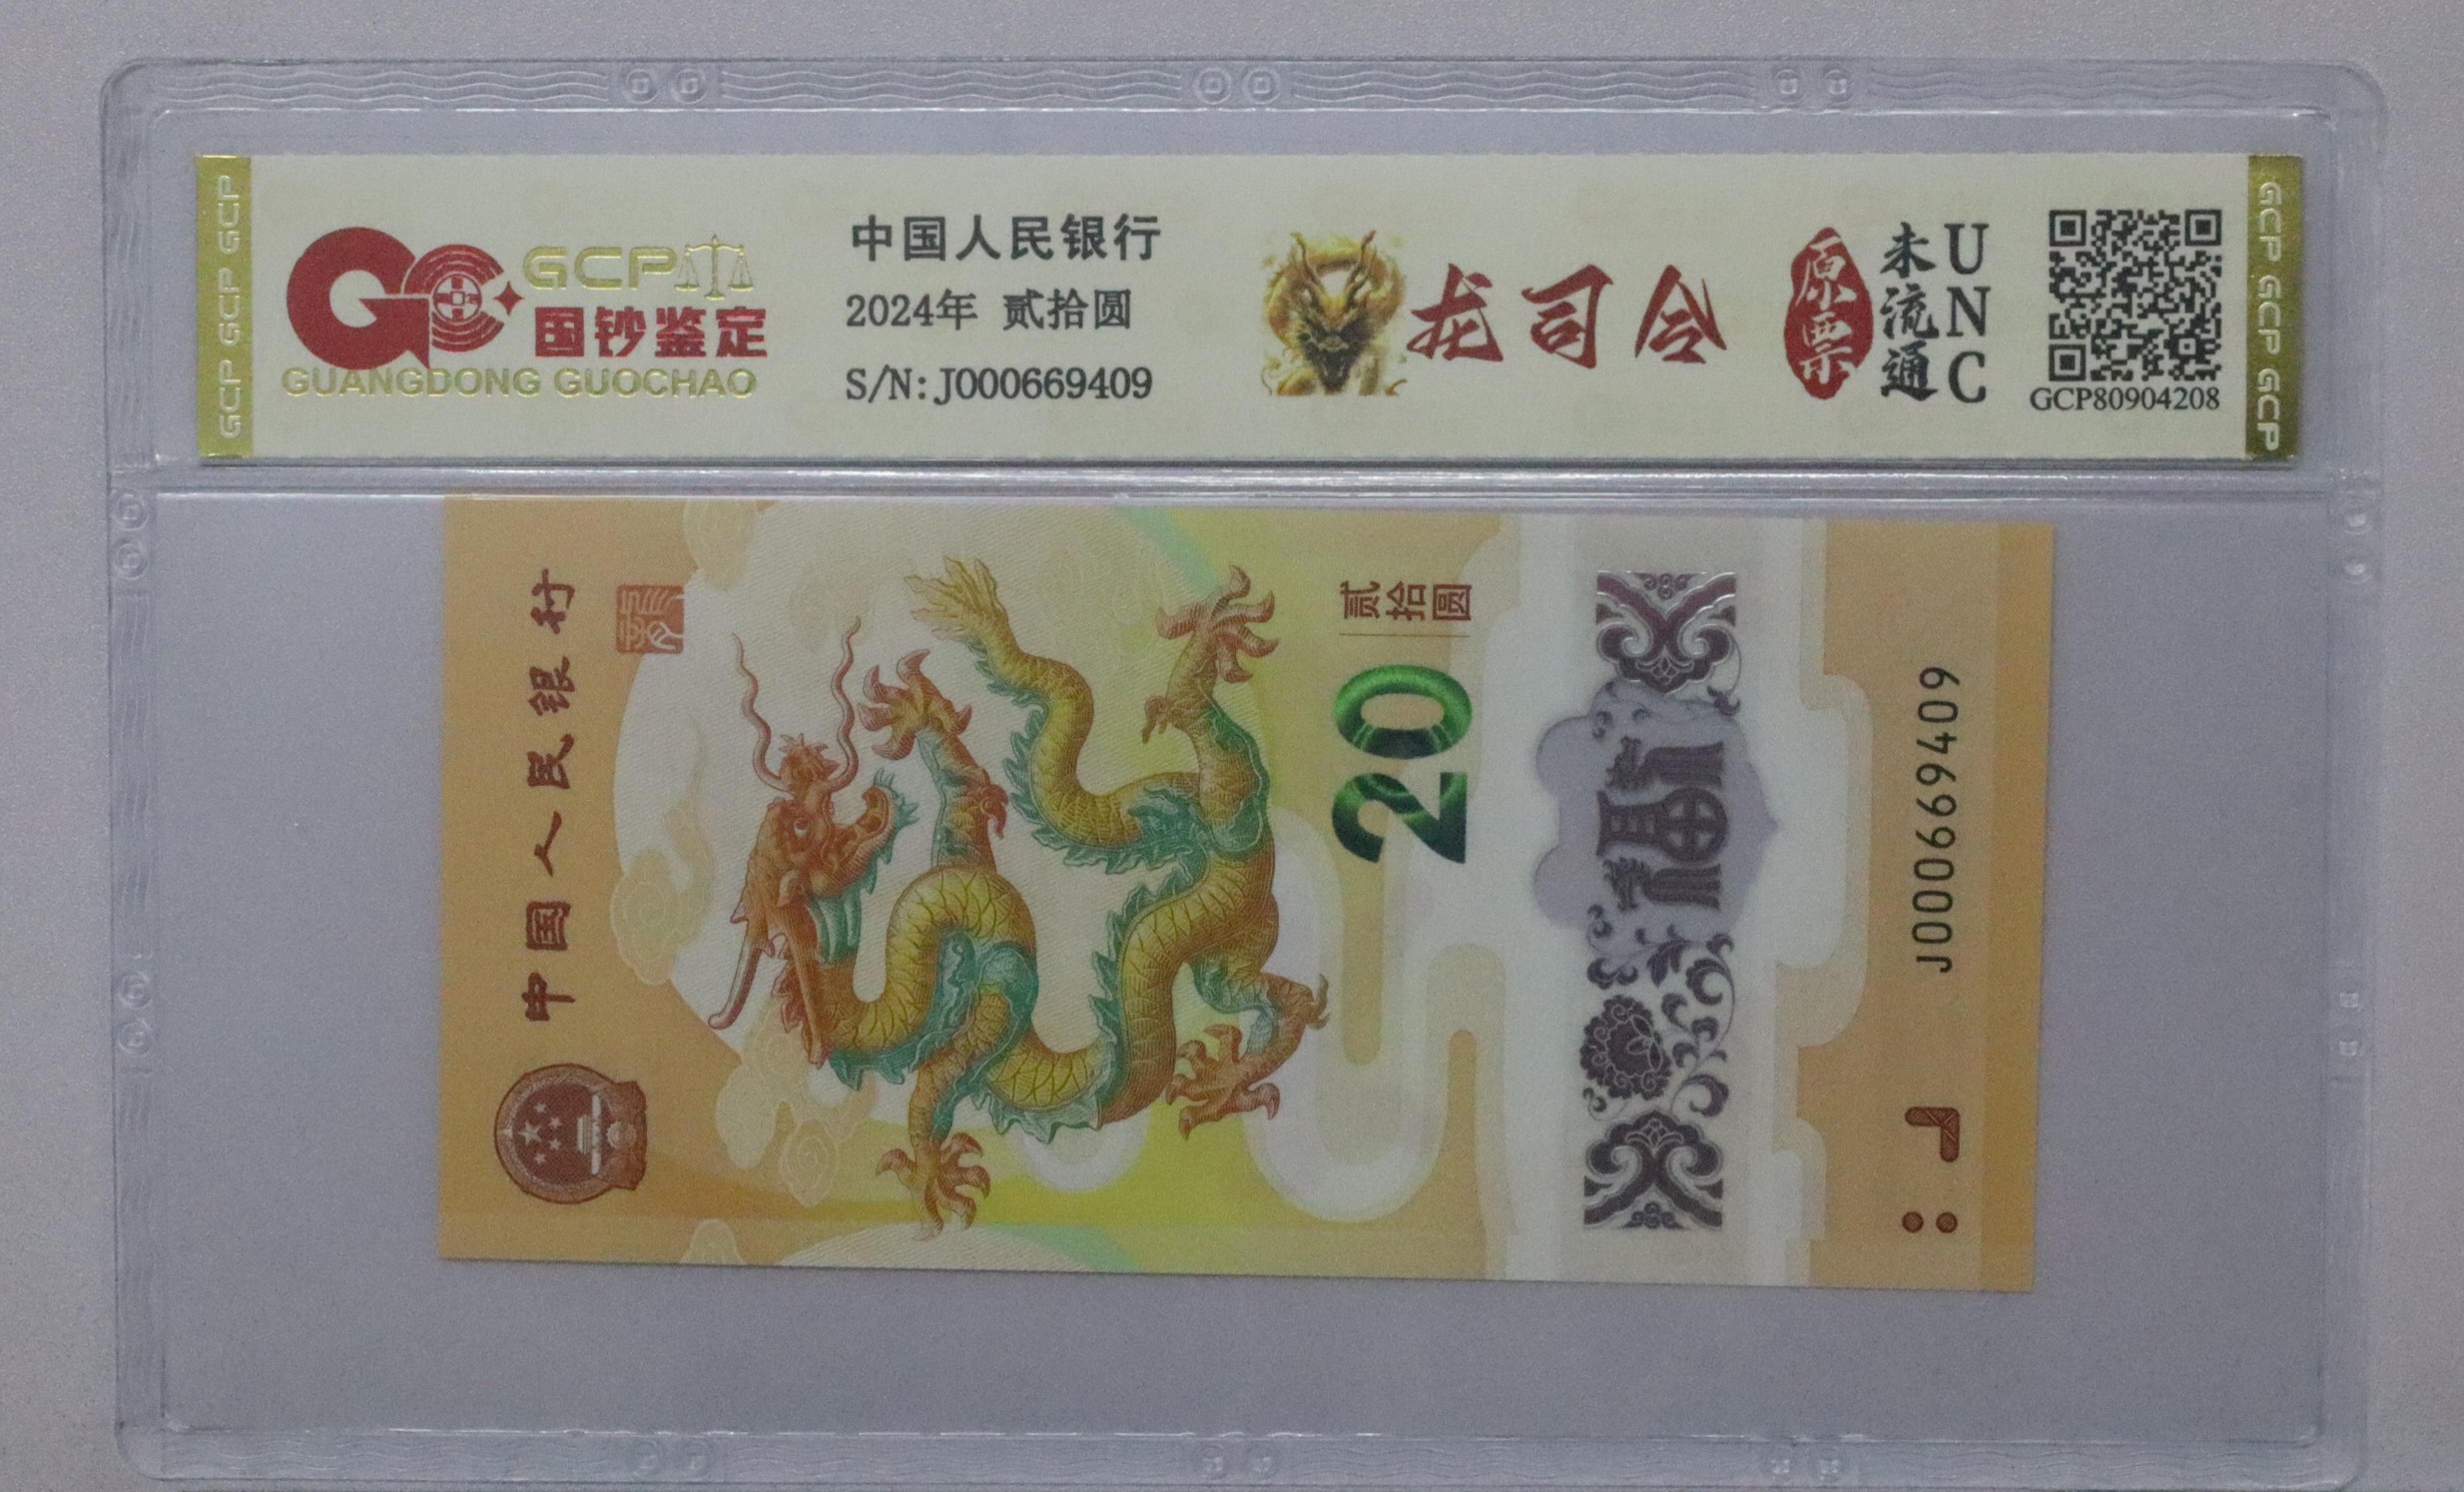 GCP GCP GCP
GCP
国钞鉴定
GUANGDONG GUOCHAO
中国人民银行
2024年 贰拾圆
S/N: J000669409
龙司令
原票
未流通
UNC
GCP80904208
GCP GCP GCP
中国人民银行
贰拾圆
20
福
J000669409